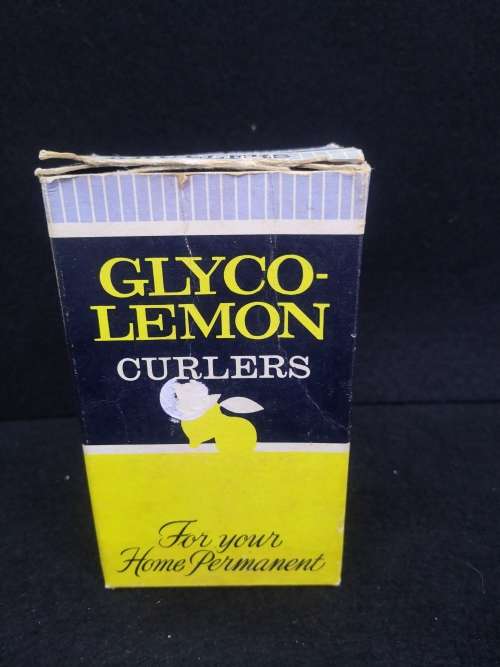 GLYCO-
LEMON
CURLERS
For your
Home Permanent